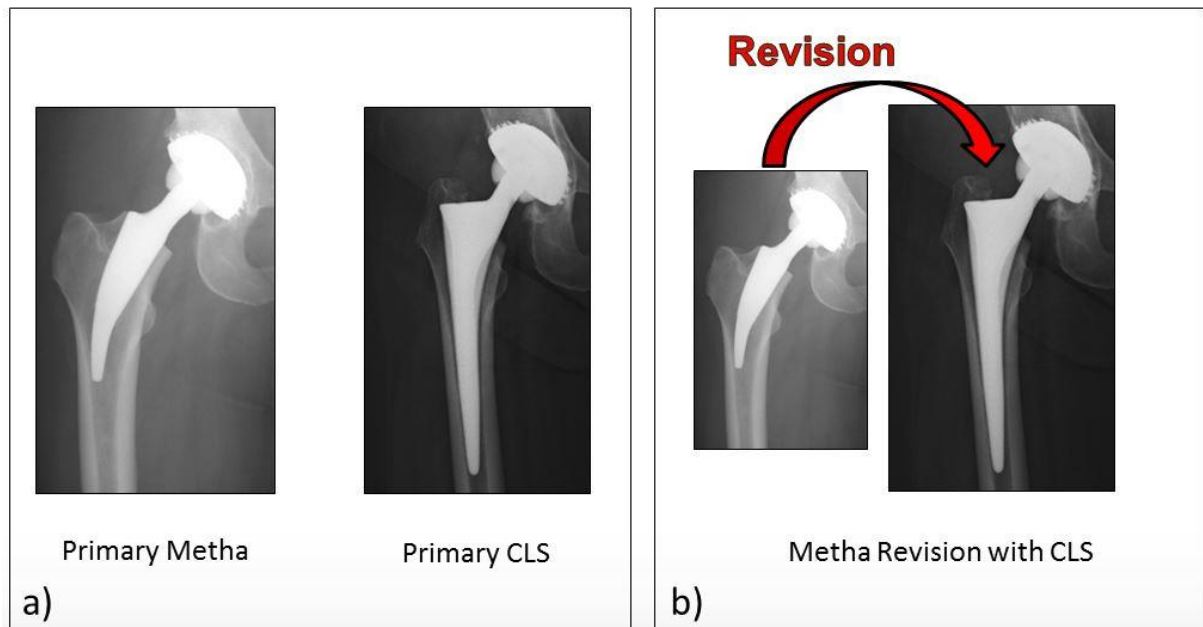 Revision
Primary Metha
Primary CLS
Metha Revision with CLS
a)
b)